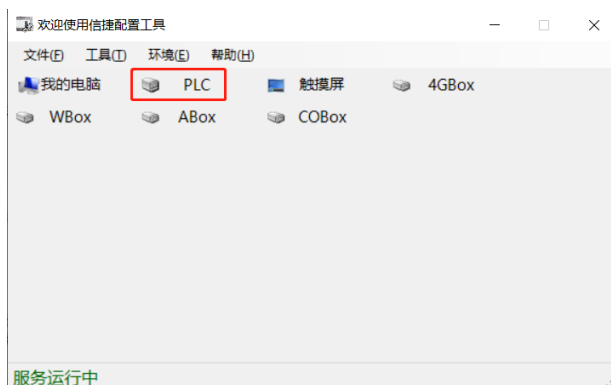 欢迎使用信捷配置工具
文件(F) 工具(T) 环境(E) 帮助(H)
我的电脑 PLC 触摸屏 4GBox
WBox ABox COBox
服务运行中